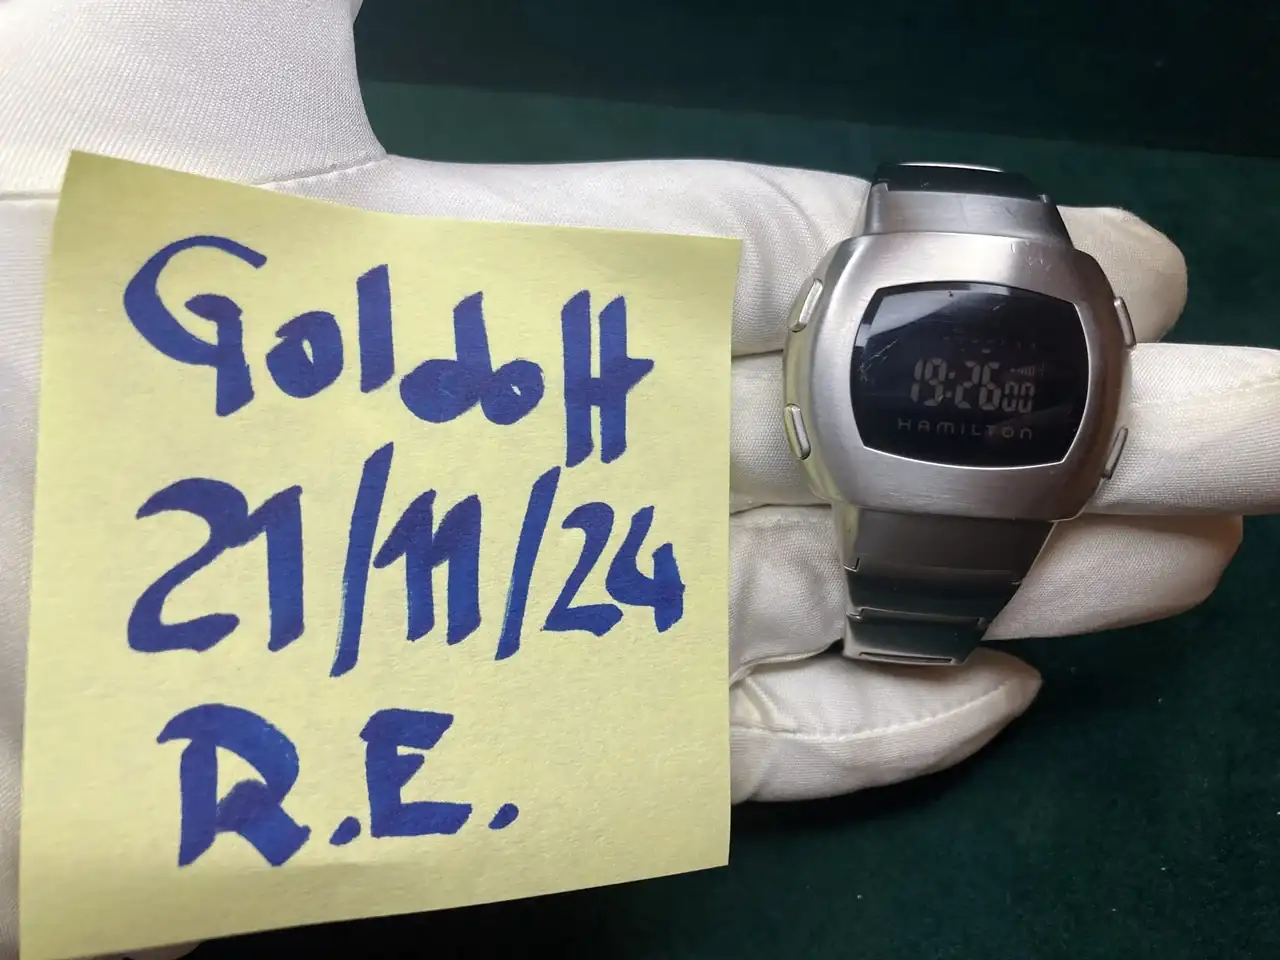 GoldoH
21/11/24
R.E.
19:26 00
HAMILTON